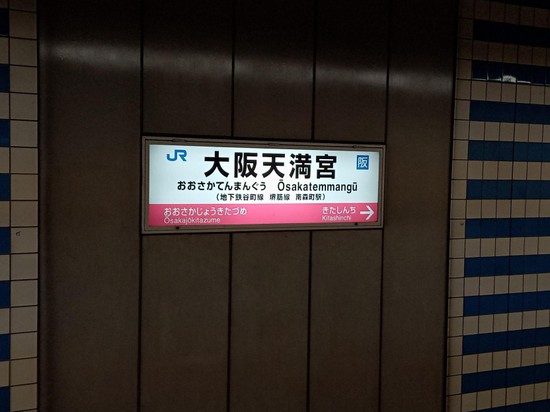 JR 大阪天満宮 阪
おおさかてんまんぐう Ōsakatemmangū
(地下鉄谷町線 堺筋線 南森町駅)
おおさかじょうきたづめ きたしんち →
Ōsakajōkitazume Kitashinchi